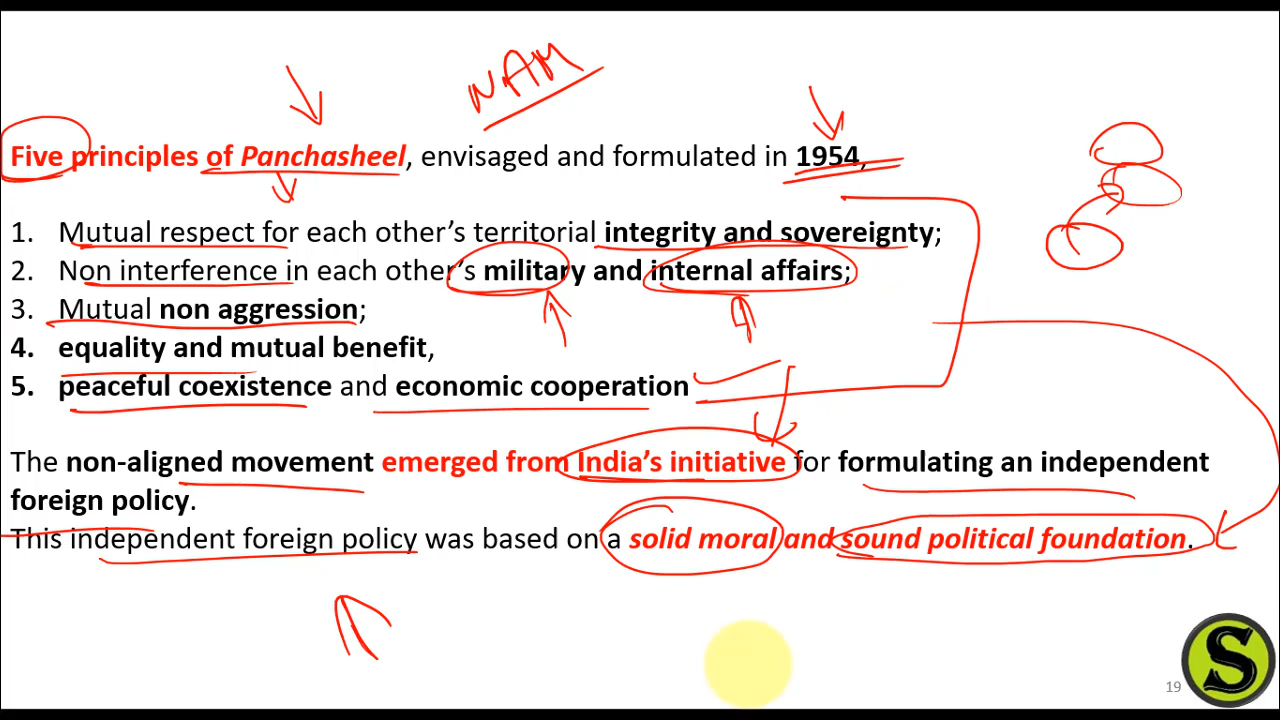 NAM
Five principles of Panchasheel, envisaged and formulated in 1954,
1. Mutual respect for each other's territorial integrity and sovereignty;
2. Non interference in each other's military and internal affairs;
3. Mutual non aggression;
4. equality and mutual benefit,
5. peaceful coexistence and economic cooperation
The non-aligned movement emerged from India's initiative for formulating an independent
foreign policy.
This independent foreign policy was based on a solid moral and sound political foundation.
S
19